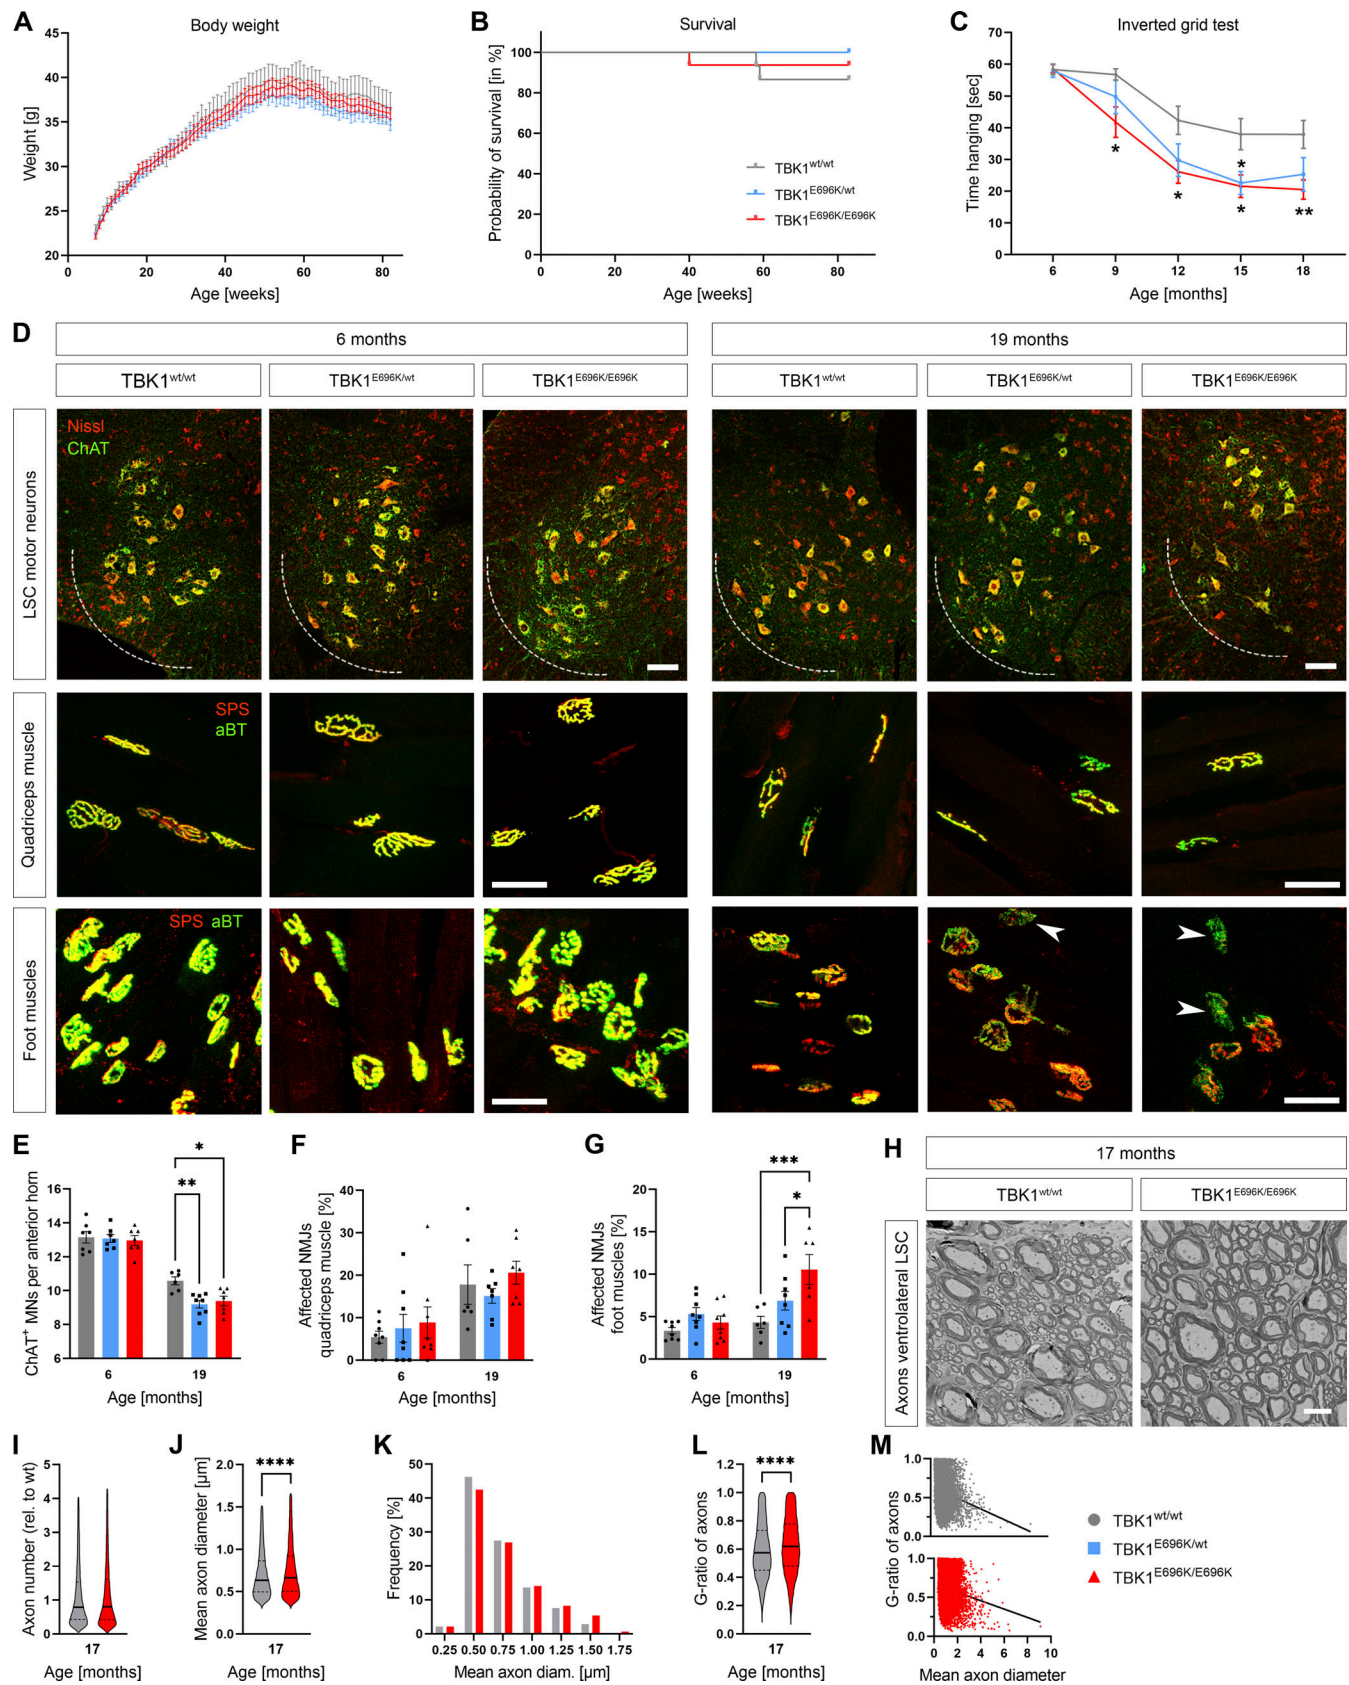 A
Body weight
Weight [g]
45
40
35
30
25
20
0
20
40
60
80
Age [weeks]
B
Survival
Probability of survival [in %]
100
80
60
40
20
0
0
20
40
60
80
Age [weeks]
TBK1wt/wt
TBK1E696K/wt
TBK1E696K/E696K
C
Inverted grid test
Time hanging [sec]
70
60
50
40
30
20
10
0
*
*
*
*
**
6
9
12
15
18
Age [months]
D
6 months
19 months
TBK1wt/wt
TBK1E696K/wt
TBK1E696K/E696K
TBK1wt/wt
TBK1E696K/wt
TBK1E696K/E696K
LSC motor neurons
Nissl
ChAT
Quadriceps muscle
SPS
aBT
Foot muscles
SPS aBT
E
ChAT+ MNs per anterior horn
16
14
12
10
8
6
*
**
6
19
Age [months]
F
Affected NMJs
quadriceps muscle [%]
40
30
20
10
0
6
19
Age [months]
G
Affected NMJs
foot muscles [%]
20
15
10
5
0
***
*
6
19
Age [months]
H
17 months
TBK1wt/wt
TBK1E696K/E696K
Axons ventrolateral LSC
I
Axon number (rel. to wt)
5
4
3
2
1
0
17
Age [months]
J
Mean axon diameter [µm]
2.0
1.5
1.0
0.5
0.0
****
17
Age [months]
K
Frequency [%]
50
40
30
20
10
0
0.25
0.50
0.75
1.00
1.25
1.50
1.75
Mean axon diam. [µm]
L
G-ratio of axons
1.2
1.0
0.8
0.6
0.4
0.2
0.0
****
17
Age [months]
M
G-ratio of axons
1.0
0.5
0.0
1.0
0.5
0.0
0
2
4
6
8
10
Mean axon diameter
TBK1wt/wt
TBK1E696K/wt
TBK1E696K/E696K